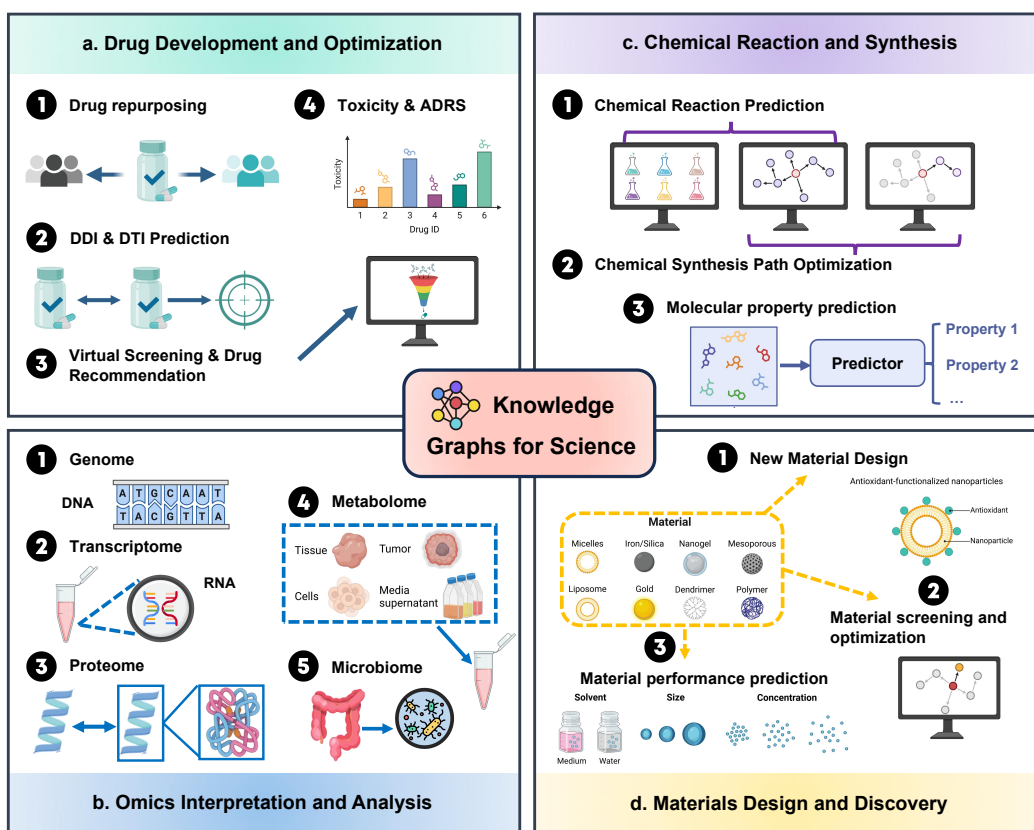 a. Drug Development and Optimization
1
Drug repurposing
4
Toxicity & ADRS
Toxicity
1 2 3 4 5 6
Drug ID
2
DDI & DTI Prediction
3
Virtual Screening & Drug
Recommendation
c. Chemical Reaction and Synthesis
1
Chemical Reaction Prediction
2
Chemical Synthesis Path Optimization
3
Molecular property prediction
Predictor
Property 1
Property 2
...
Knowledge
Graphs for Science
1
Genome
DNA
A T G C A A T
T A C G T T A
2
Transcriptome
RNA
3
Proteome
4
Metabolome
Tissue
Tumor
Cells
Media
supernatant
5
Microbiome
b. Omics Interpretation and Analysis
1
New Material Design
Antioxidant-functionalized nanoparticles
Antioxidant
Nanoparticle
Material
Micelles Iron/Silica Nanogel Mesoporous
Liposome Gold Dendrimer Polymer
2
Material screening and
optimization
3
Material performance prediction
Solvent Size Concentration
Medium Water
d. Materials Design and Discovery